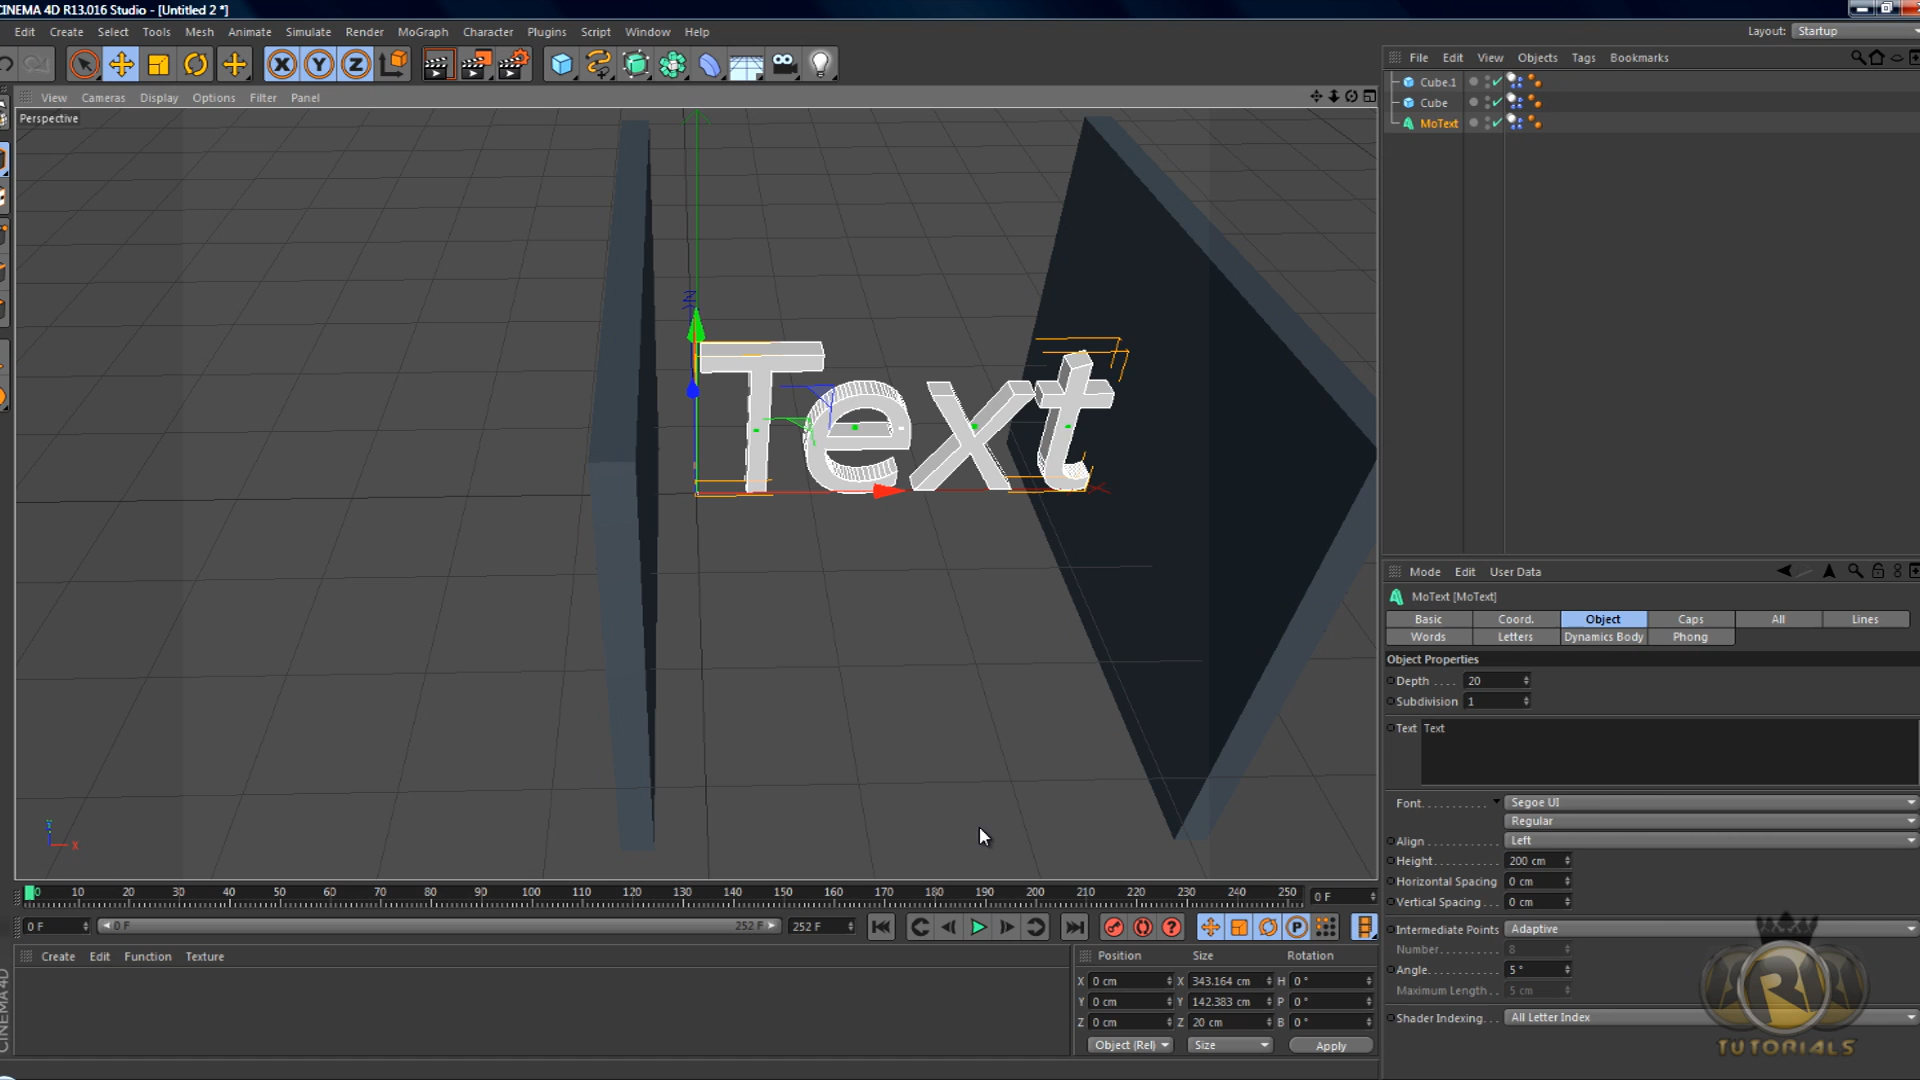 CINEMA 4D R13.016 Studio - [Untitled 2 *]
Edit Create Select Tools Mesh Animate Simulate Render MoGraph Character Plugins Script Window Help
Layout: Startup
File Edit View Objects Tags Bookmarks
View Cameras Display Options Filter Panel
Perspective
Cube.1
Cube
MoText
Text
Mode Edit User Data
MoText [MoText]
Basic Coord. Object Caps All Lines
Words Letters Dynamics Body Phong
Object Properties
Depth . . . . 20
Subdivision 1
Text Text
Font. . . . . . . . . . Segoe UI
Regular
Align . . . . . . . . . . Left
Height. . . . . . . . . . 200 cm
Horizontal Spacing 0 cm
Vertical Spacing . . . 0 cm
Intermediate Points Adaptive
Number. . . . . . . . . 8
Angle. . . . . . . . . . 5 °
Maximum Length . . 5 cm
Shader Indexing. . . All Letter Index
0 10 20 30 40 50 60 70 80 90 100 110 120 130 140 150 160 170 180 190 200 210 220 230 240 250 0 F
0 F 0 F 252 F 252 F
Create Edit Function Texture
Position Size Rotation
X 0 cm X 343.164 cm H 0 °
Y 0 cm Y 142.383 cm P 0 °
Z 0 cm Z 20 cm B 0 °
Object (Rel) Size Apply
CINEMA 4D
R
TUTORIALS